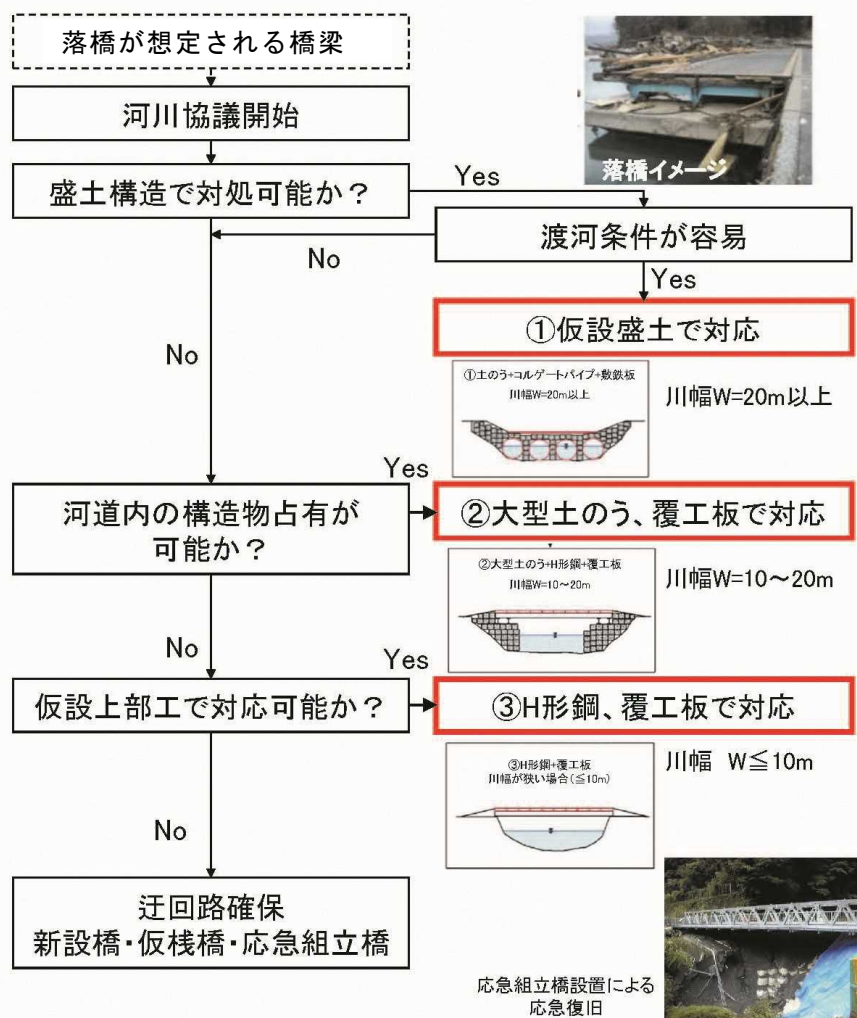 落橋が想定される橋梁
河川協議開始
落橋イメージ
盛土構造で対処可能か？
Yes
渡河条件が容易
No
Yes
①仮設盛土で対応
No
①土のう+コルゲートパイプ+敷鉄板
川幅W=20m以上
川幅W=20m以上
Yes
河道内の構造物占有が
可能か？
②大型土のう、覆工板で対応
②大型土のう+H形鋼+覆工板
川幅W=10～20m
川幅W=10～20m
No
Yes
仮設上部工で対応可能か？
③H形鋼、覆工板で対応
③H形鋼+覆工板
川幅が狭い場合(≦10m)
川幅 W≦10m
No
迂回路確保
新設橋・仮桟橋・応急組立橋
応急組立橋設置による
応急復旧